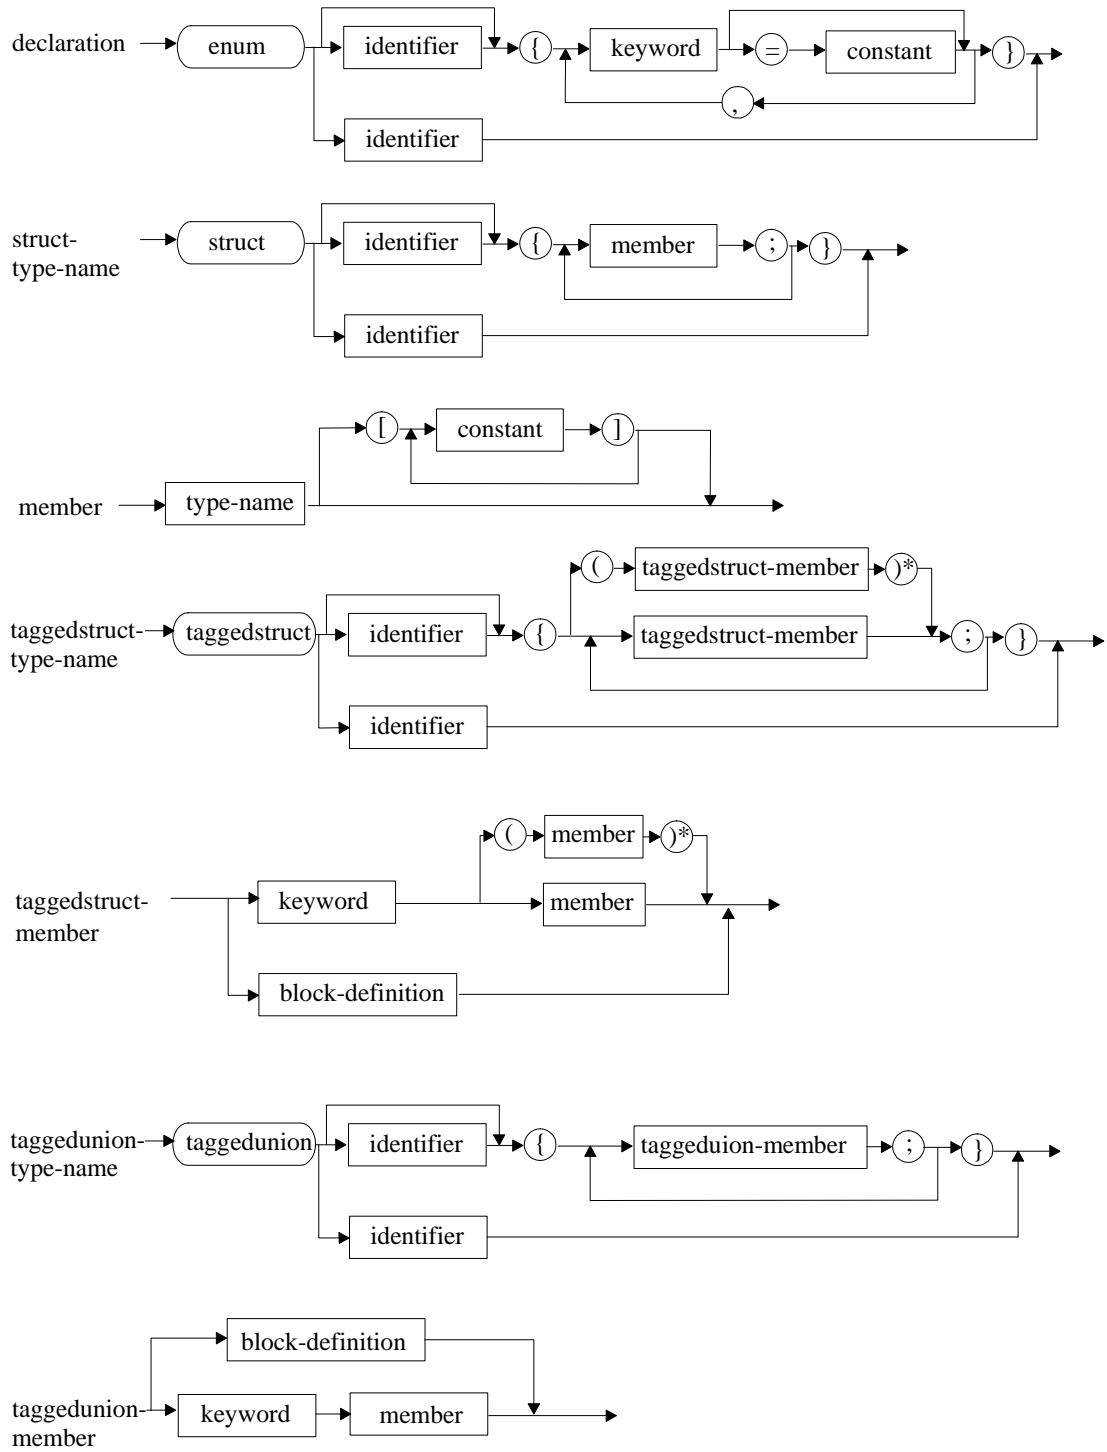 declaration enum identifier { keyword = constant }
,
identifier
struct- struct identifier { member ; }
type-name
identifier
[ constant ]
member type-name
( taggedstruct-member )*
taggedstruct- taggedstruct identifier { taggedstruct-member ; }
type-name
identifier
( member )*
taggedstruct- keyword member
member
block-definition
taggedunion- taggedunion identifier { taggeduion-member ; }
type-name
identifier
block-definition
taggedunion- keyword member
member